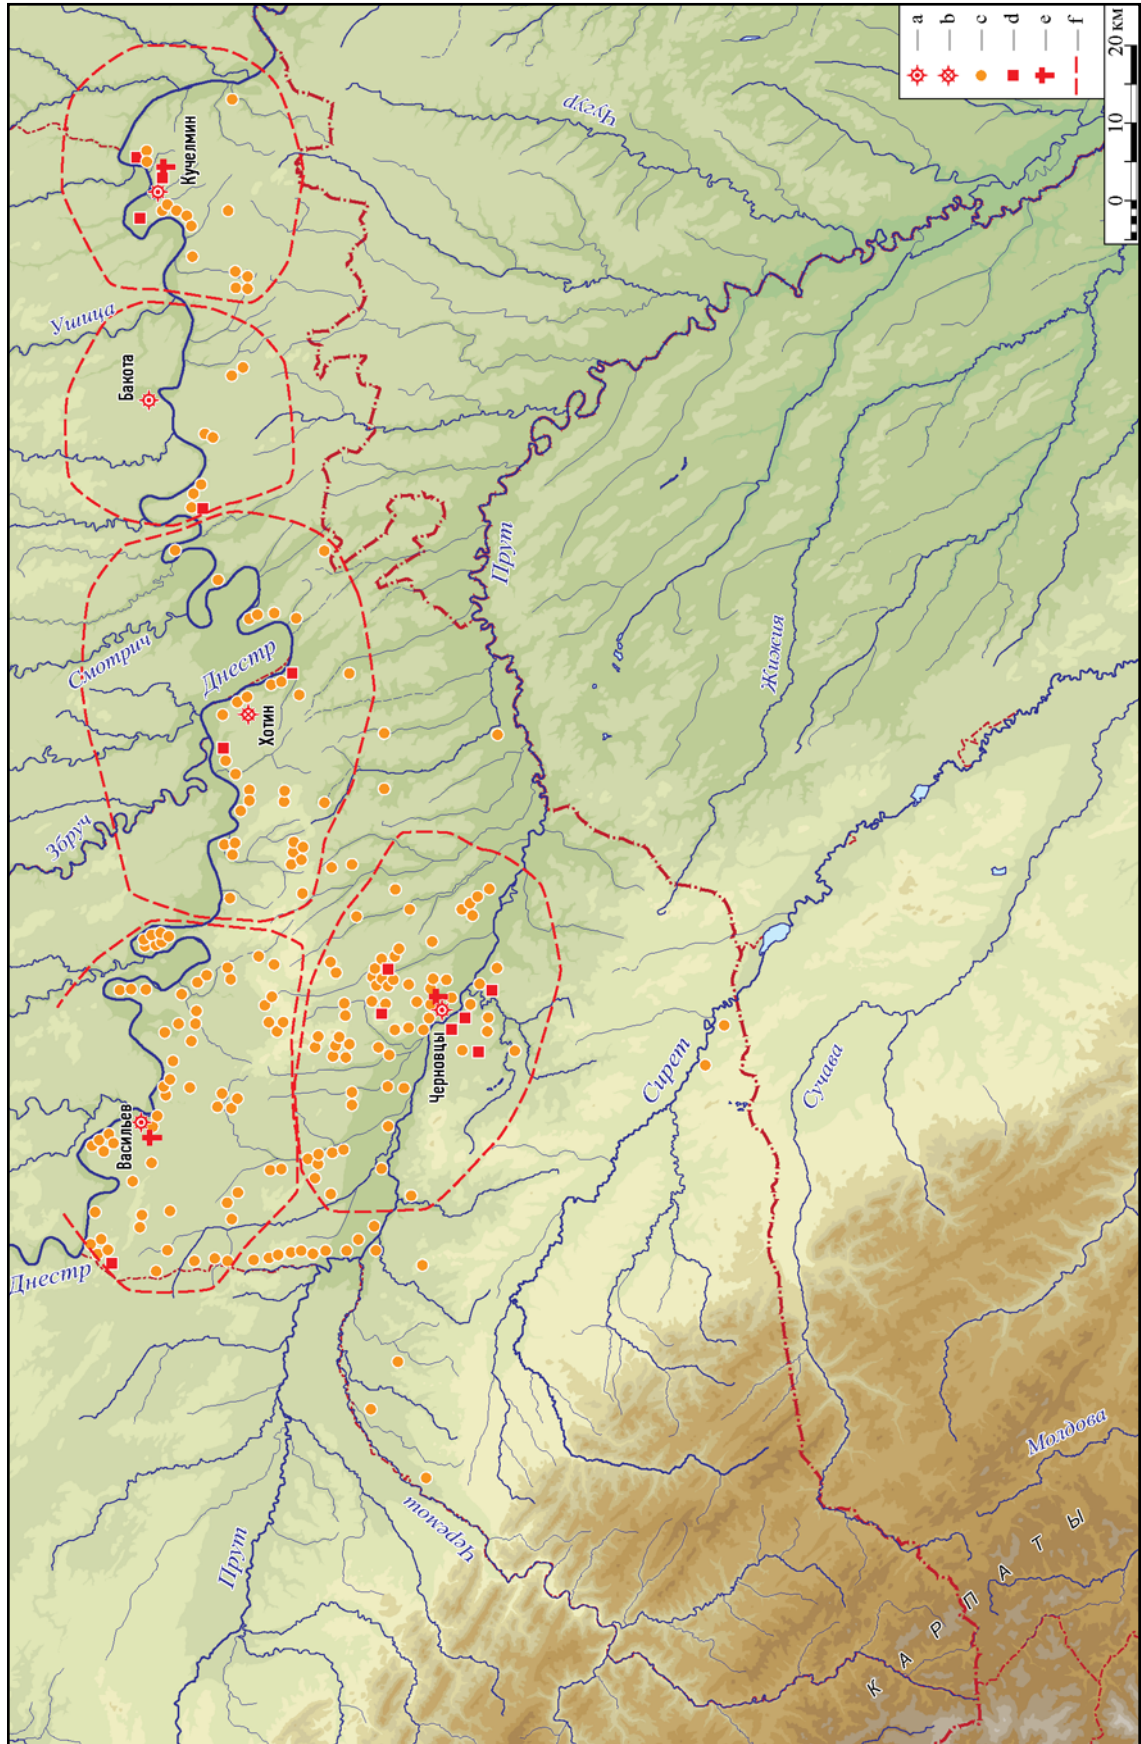 Днестр
Васильев
Збруч
Смотрич
Днестр
Хотин
Ушица
Бакота
Кучелмин
Черновцы
Прут
Прут
Черемош
Сирет
Сучава
Жижия
Чугур
Молдова
КАРПАТЫ
— a
— b
— c
— d
— e
— f
0 10 20 км